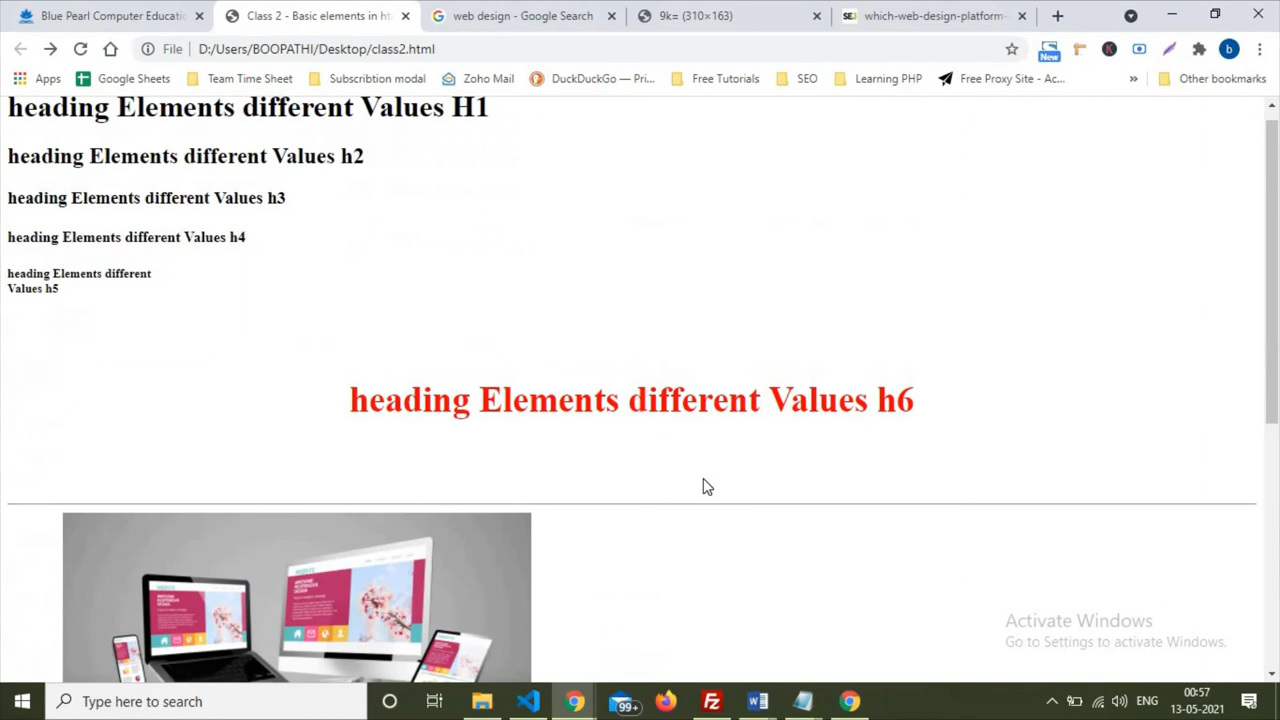 Blue Pearl Computer Educatic
Class 2 - Basic elements in ht
web design - Google Search
9k= (310×163)
which-web-design-platform-
File
D:/Users/BOOPATHI/Desktop/class2.html
New
K
b
Apps
Google Sheets
Team Time Sheet
Subscribtion modal
Zoho Mail
DuckDuckGo — Pri...
Free Tutorials
SEO
Learning PHP
Free Proxy Site - Ac...
»
Other bookmarks
heading Elements different Values H1
heading Elements different Values h2
heading Elements different Values h3
heading Elements different Values h4
heading Elements different
Values h5
heading Elements different Values h6
Activate Windows
Go to Settings to activate Windows.
Type here to search
99+
ENG
00:57
13-05-2021